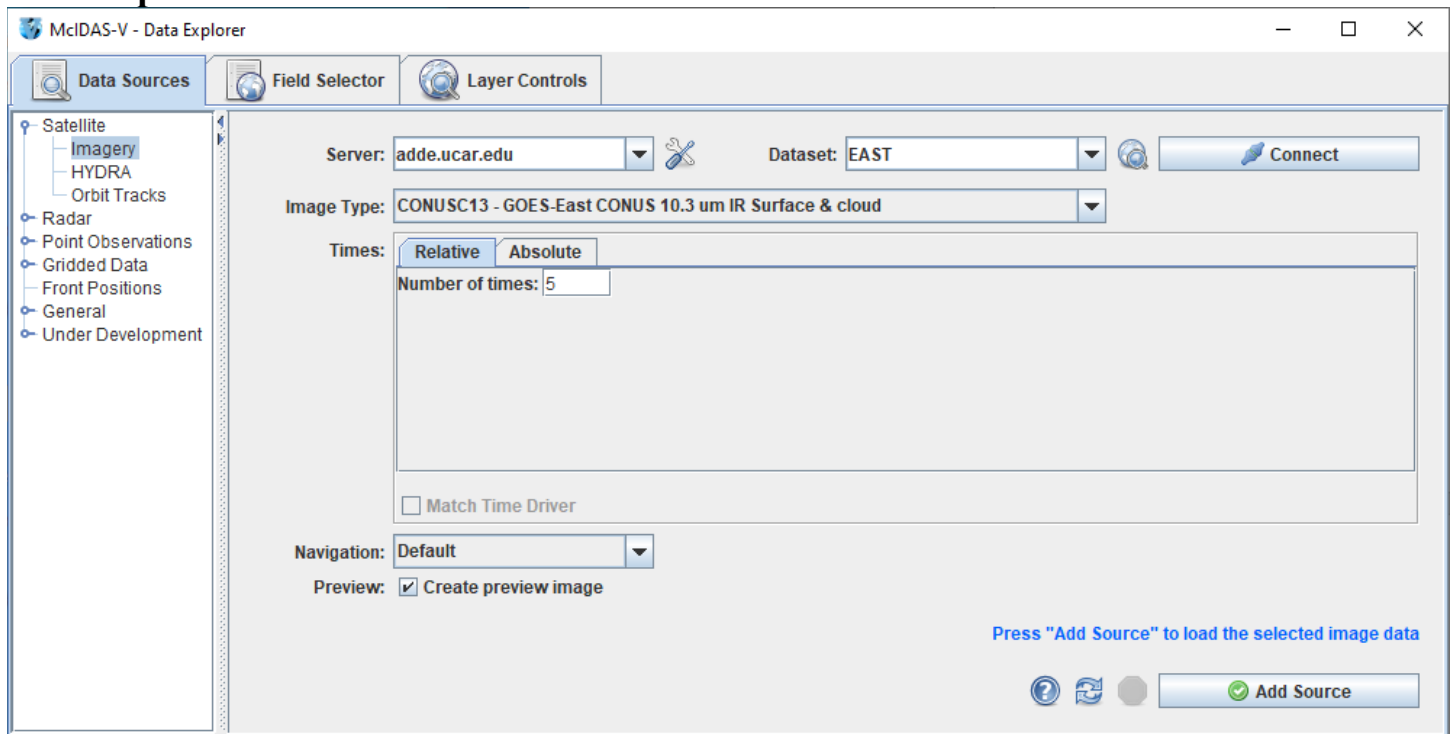 McIDAS-V - Data Explorer
Data Sources
Field Selector
Layer Controls
Satellite
Imagery
HYDRA
Orbit Tracks
Radar
Point Observations
Gridded Data
Front Positions
General
Under Development
Server: adde.ucar.edu Dataset: EAST Connect
Image Type: CONUSC13 - GOES-East CONUS 10.3 um IR Surface & cloud
Times: Relative Absolute
Number of times: 5
Match Time Driver
Navigation: Default
Preview: Create preview image
Press "Add Source" to load the selected image data
Add Source